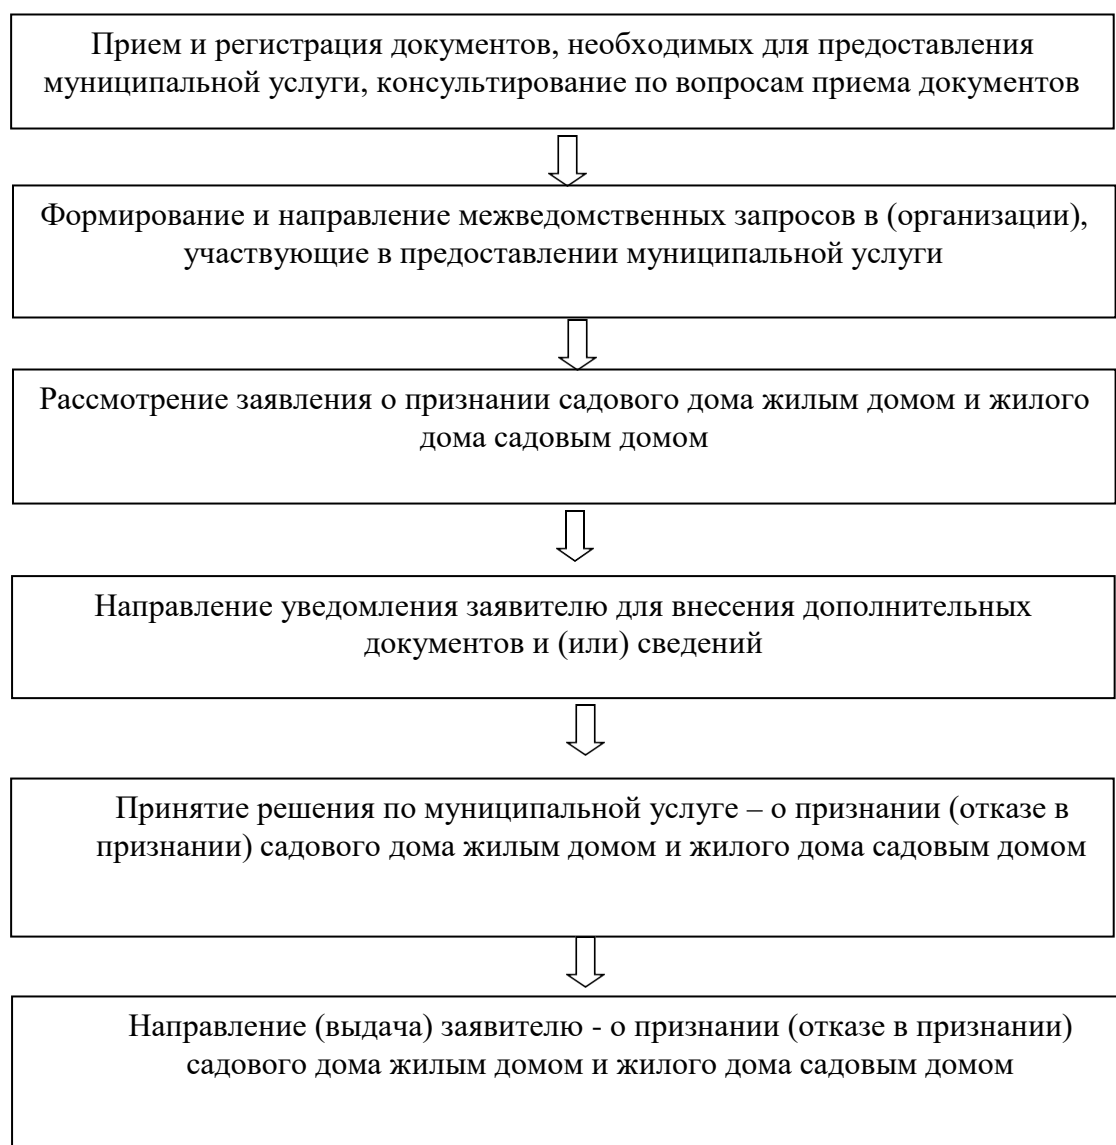 Прием и регистрация документов, необходимых для предоставления
муниципальной услуги, консультирование по вопросам приема документов
Формирование и направление межведомственных запросов в (организации),
участвующие в предоставлении муниципальной услуги
Рассмотрение заявления о признании садового дома жилым домом и жилого
дома садовым домом
Направление уведомления заявителю для внесения дополнительных
документов и (или) сведений
Принятие решения по муниципальной услуге – о признании (отказе в
признании) садового дома жилым домом и жилого дома садовым домом
Направление (выдача) заявителю - о признании (отказе в признании)
садового дома жилым домом и жилого дома садовым домом